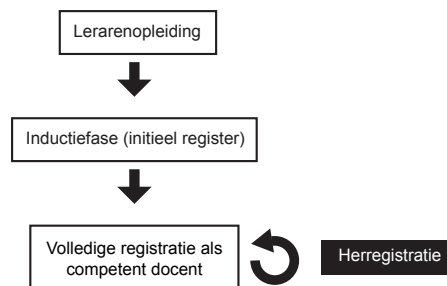 Lerarenopleiding
Inductiefase (initieel register)
Volledige registratie als
competent docent
Herregistratie